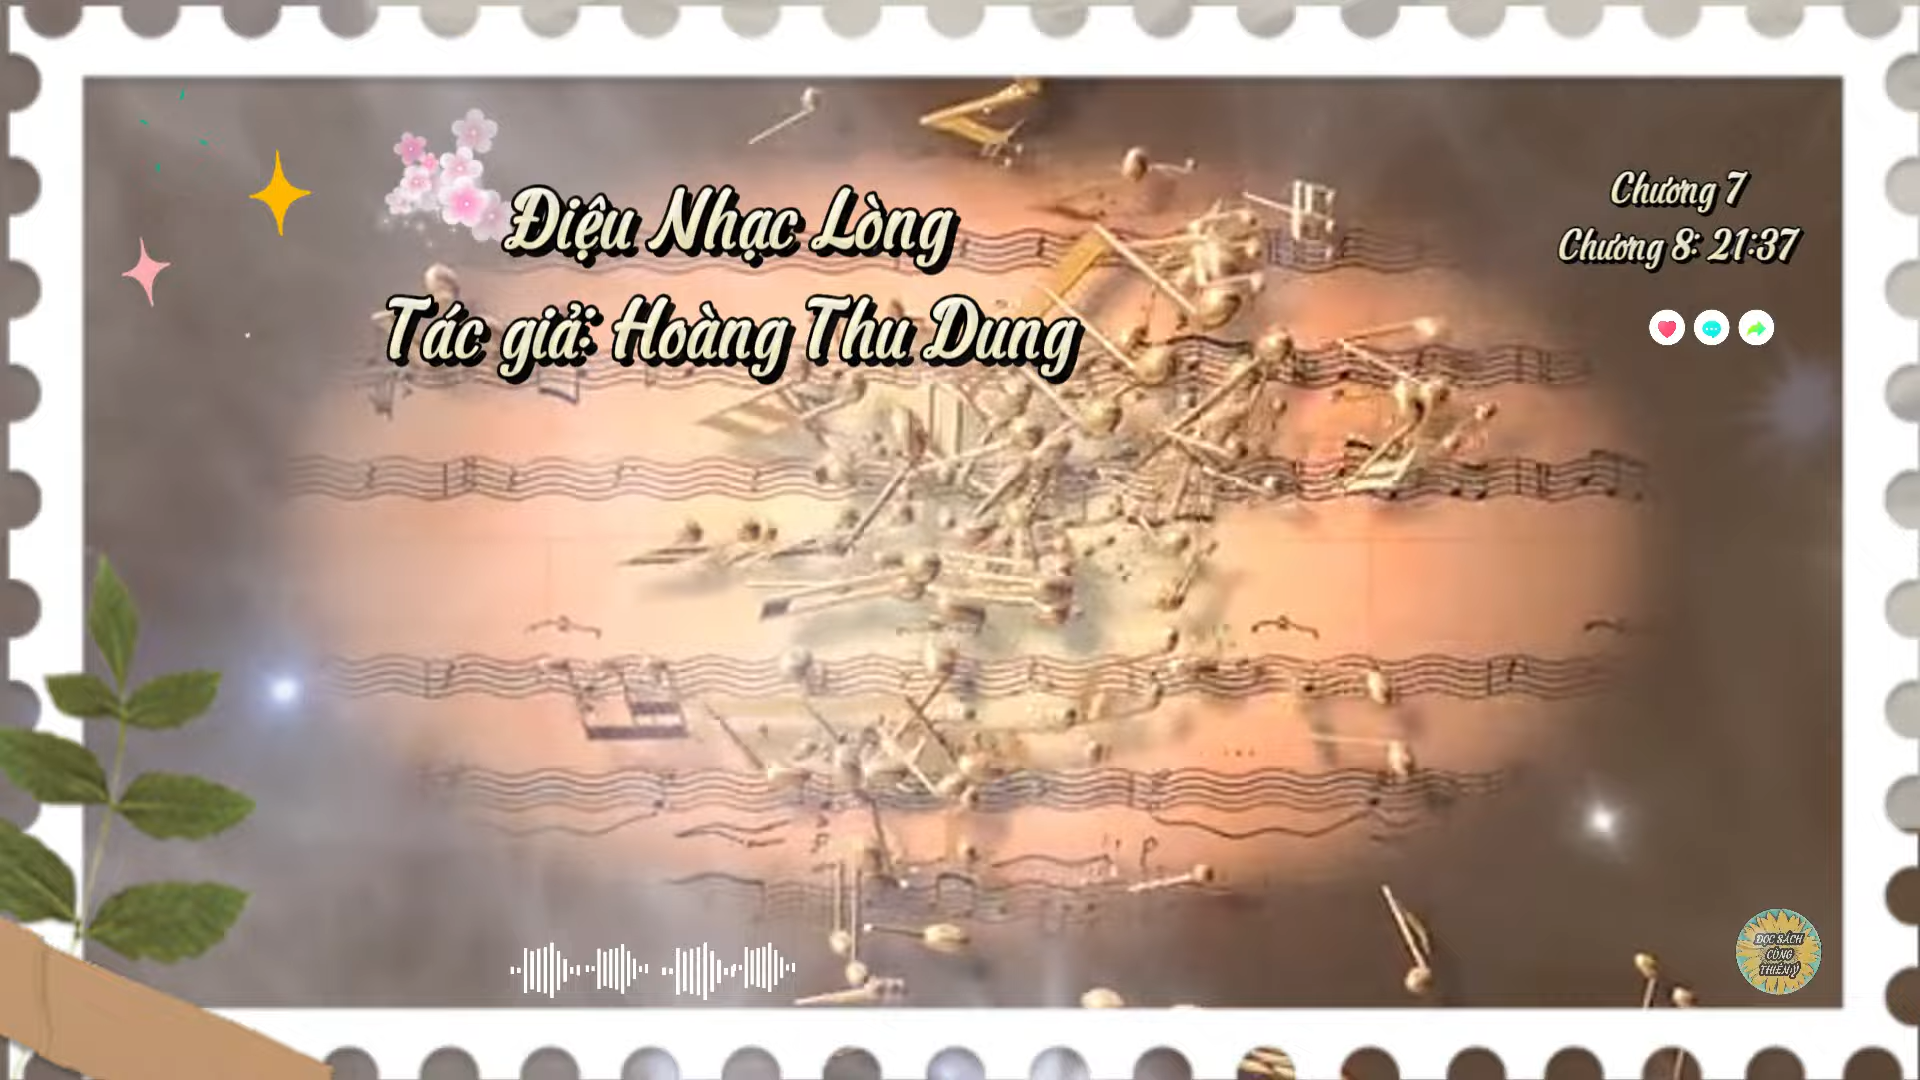 Điệu Nhạc Lòng
Tác giả: Hoàng Thu Dung
Chương 7
Chương 8: 21:37
ĐỌC SÁCH
CÙNG
THIÊN Ý